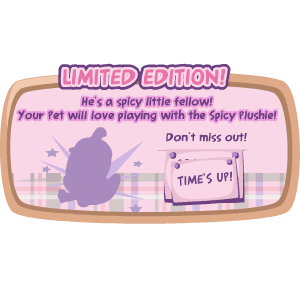 LIMITED EDITION!
He's a spicy little fellow!
Your Pet will love playing with the Spicy Plushie!
Don't miss out!
TIME'S UP!